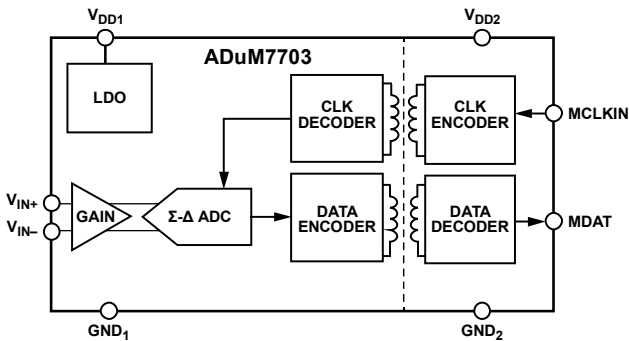 VDD1
VDD2
ADuM7703
LDO
CLK
DECODER
CLK
ENCODER
MCLKIN
VIN+
VIN–
GAIN
Σ-Δ ADC
DATA
ENCODER
DATA
DECODER
MDAT
GND1
GND2